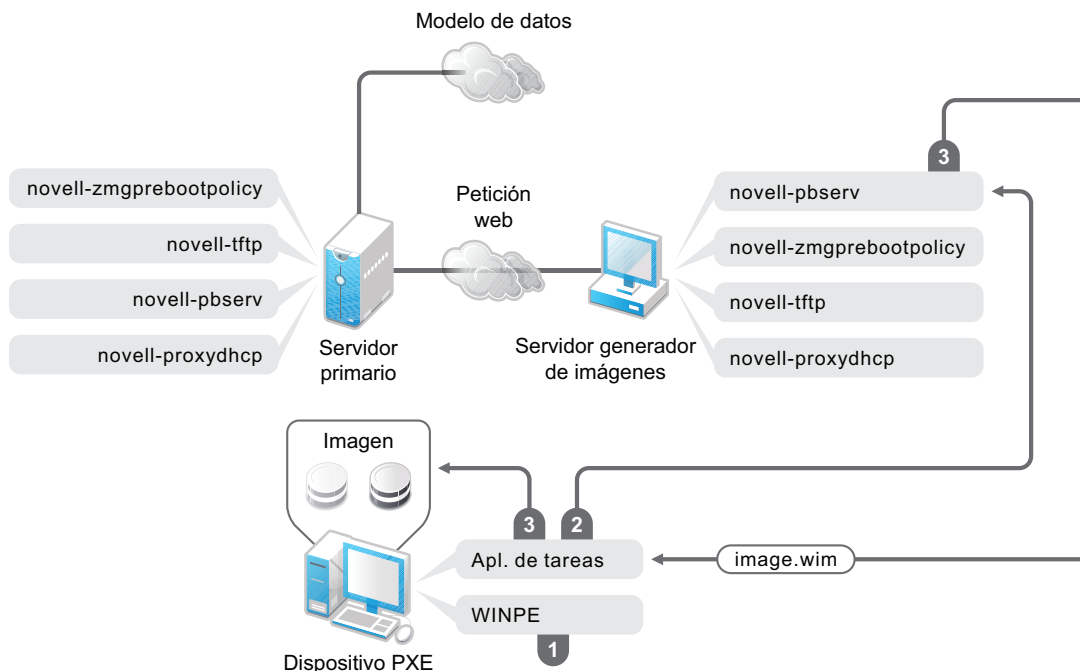 Modelo de datos
3
novell-zmgprebootpolicy
novell-tftp
novell-pbserv
novell-proxydhcp
Servidor
primario
Petición
web
Servidor generador
de imágenes
novell-pbserv
novell-zmgprebootpolicy
novell-tftp
novell-proxydhcp
Imagen
3
2
Apl. de tareas
image.wim
WINPE
1
Dispositivo PXE